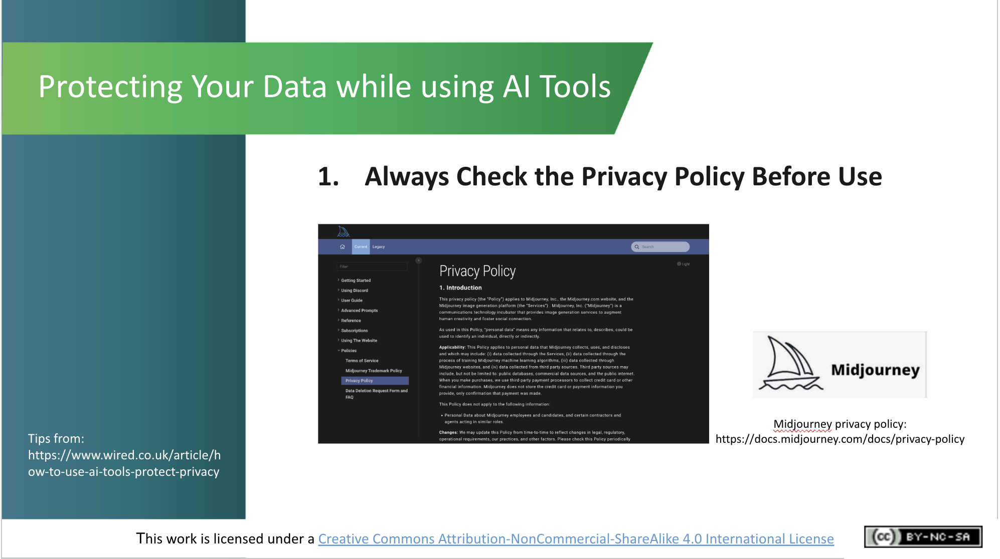 Protecting Your Data while using AI Tools
1. Always Check the Privacy Policy Before Use
Current Legacy
Search
Filter
Getting Started
Using Discord
User Guide
Advanced Prompts
Reference
Subscriptions
Using The Website
Policies
Terms of Service
Midjourney Trademark Policy
Privacy Policy
Data Deletion Request Form and
FAQ
Light
Privacy Policy
1. Introduction
This privacy policy (the "Policy") applies to Midjourney, Inc., the Midjourney.com website, and the
Midjourney image generation platform (the "Services") . Midjourney, Inc. ("Midjourney") is a
communications technology incubator that provides image generation services to augment
human creativity and foster social connection.
As used in this Policy, "personal data" means any information that relates to, describes, could be
used to identify an individual, directly or indirectly.
Applicability: This Policy applies to personal data that Midjourney collects, uses, and discloses
and which may include: (i) data collected through the Services, (ii) data collected through the
process of training Midjourney machine learning algorithms, (iii) data collected through
Midjourney websites, and (iv) data collected from third party sources. Third party sources may
include, but not be limited to: public databases, commercial data sources, and the public internet.
When you make purchases, we use third-party payment processors to collect credit card or other
financial information. Midjourney does not store the credit card or payment information you
provide, only confirmation that payment was made.
This Policy does not apply to the following information:
• Personal Data about Midjourney employees and candidates, and certain contractors and
agents acting in similar roles.
Changes: We may update this Policy from time-to-time to reflect changes in legal, regulatory,
operational requirements, our practices, and other factors. Please check this Policy periodically
Midjourney
Midjourney privacy policy:
https://docs.midjourney.com/docs/privacy-policy
Tips from:
https://www.wired.co.uk/article/h
ow-to-use-ai-tools-protect-privacy
This work is licensed under a Creative Commons Attribution-NonCommercial-ShareAlike 4.0 International License
(cc) BY-NC-SA